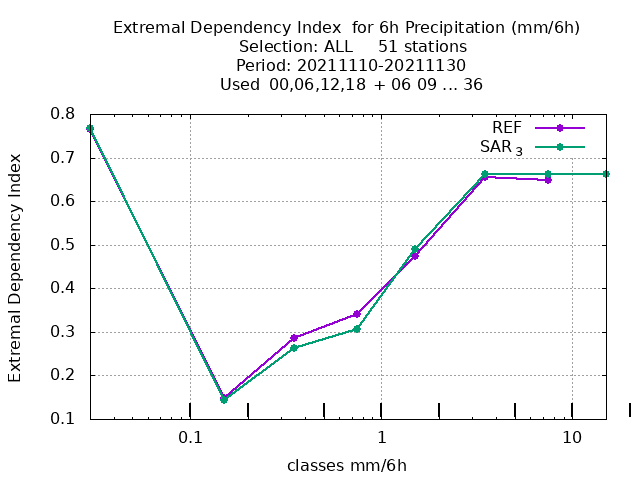 Extremal Dependency Index  for 6h Precipitation (mm/6h)
Selection: ALL     51 stations
Period: 20211110-20211130
Used  00,06,12,18  + 06 09 ... 36
REF
SAR 3
Extremal Dependency Index
0.8
0.7
0.6
0.5
0.4
0.3
0.2
0.1
0.1 1 10
classes mm/6h